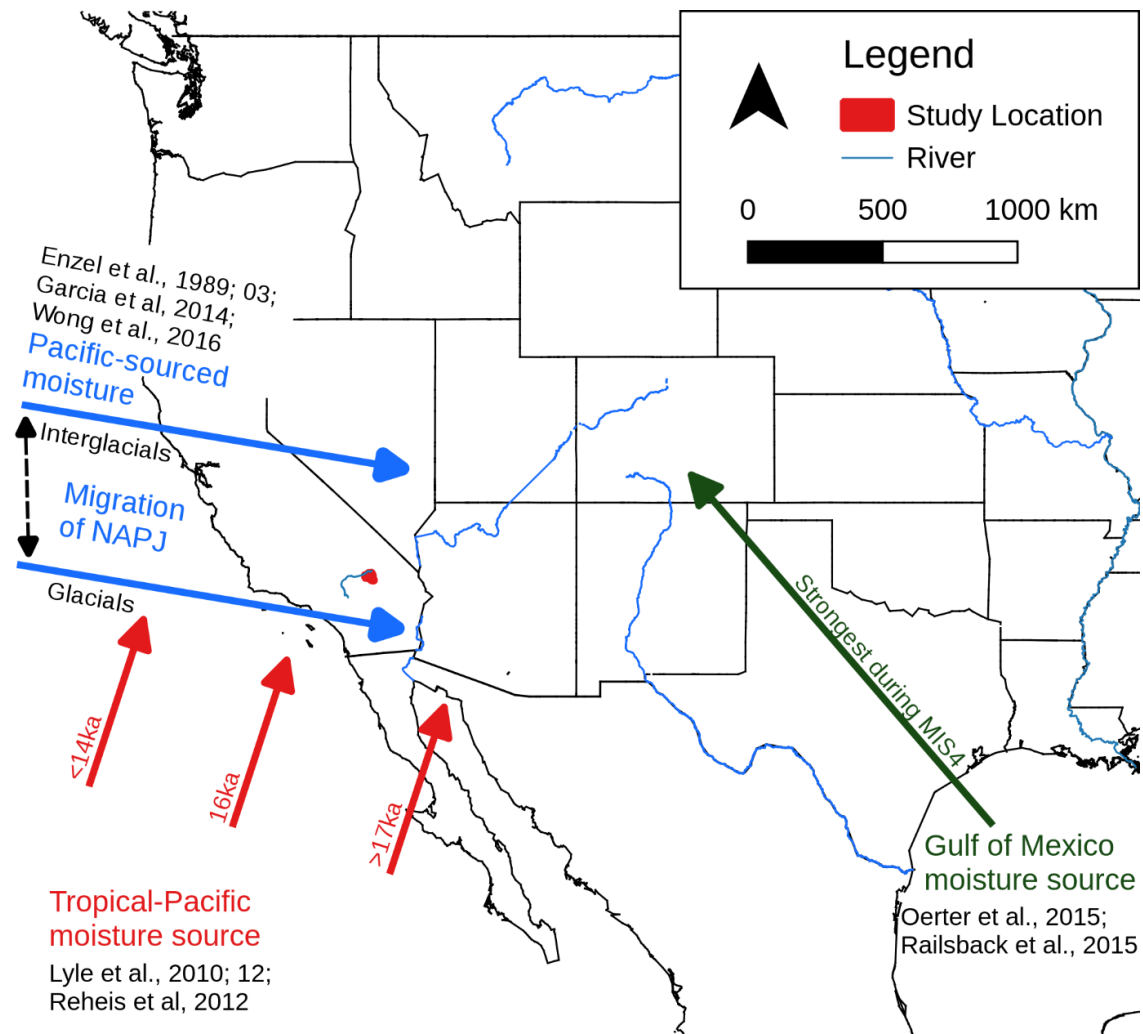 Legend
Study Location
River
0 500 1000 km
Enzel et al., 1989; 03;
Garcia et al, 2014;
Wong et al., 2016
Pacific-sourced
moisture
Interglacials
Migration
of NAPJ
Glacials
<14ka
16ka
>17ka
Tropical-Pacific
moisture source
Lyle et al., 2010; 12;
Reheis et al, 2012
Strongest during MIS4
Gulf of Mexico
moisture source
Oerter et al., 2015;
Railsback et al., 2015